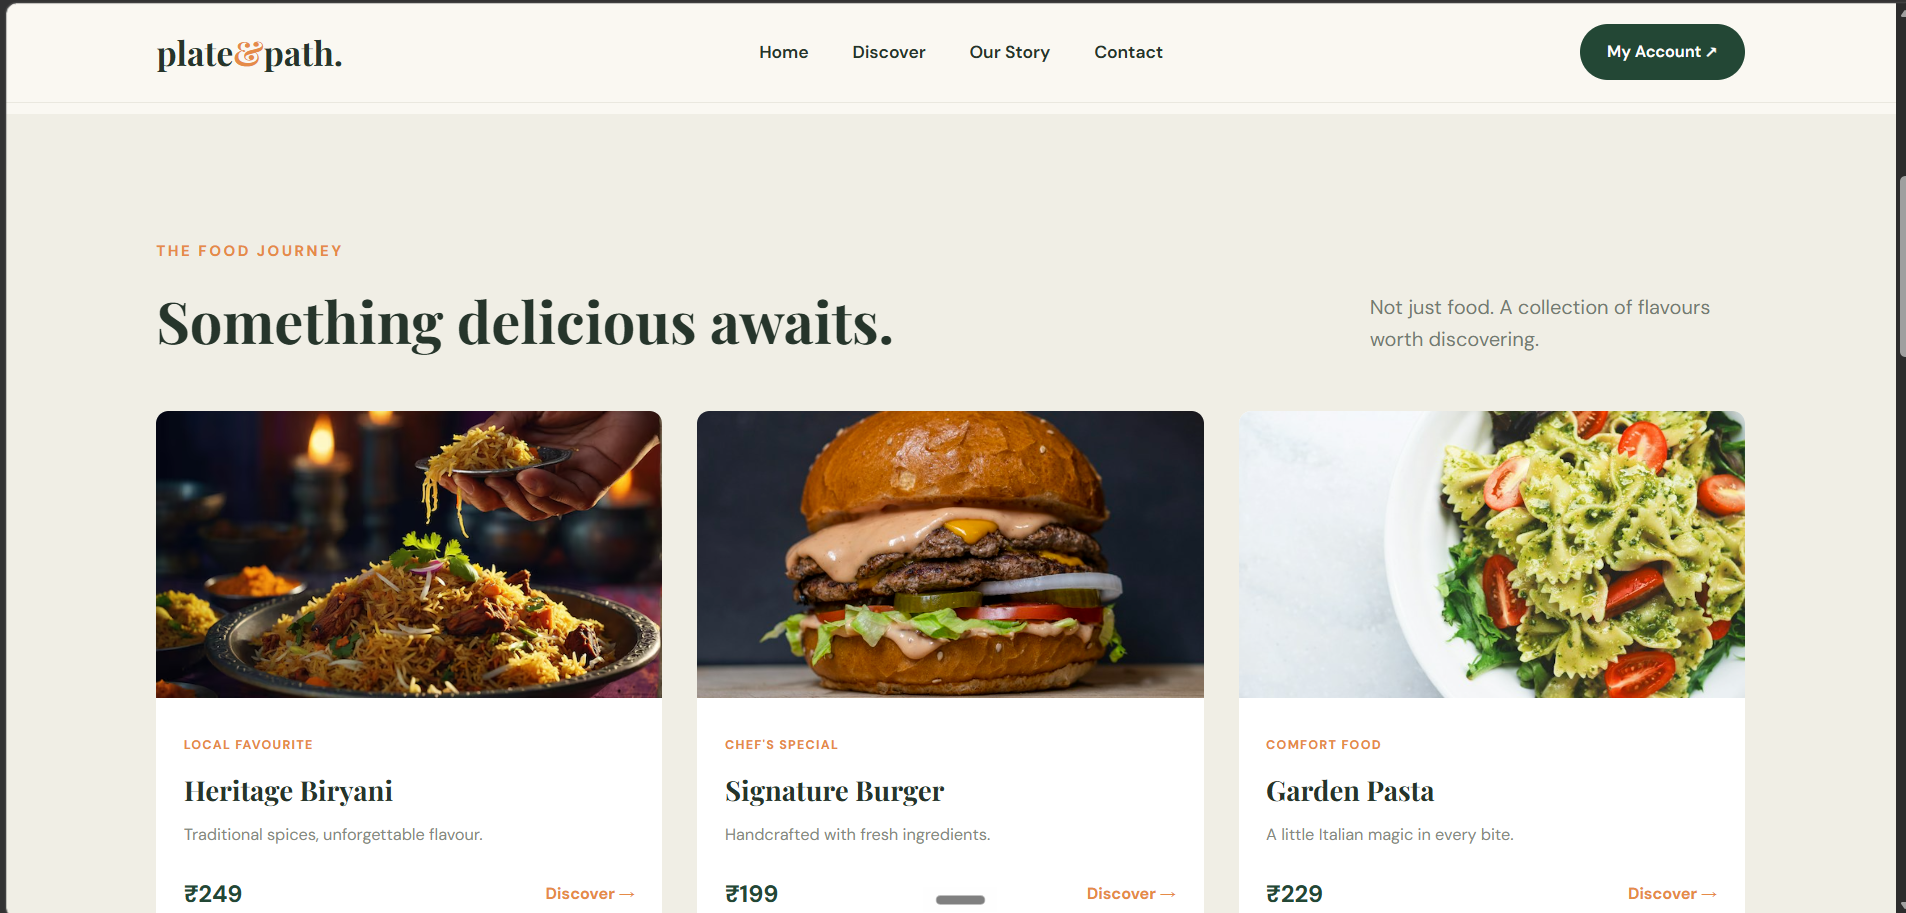 plate&path.
Home Discover Our Story Contact
My Account ↗
THE FOOD JOURNEY
Something delicious awaits.
Not just food. A collection of flavours
worth discovering.
LOCAL FAVOURITE
Heritage Biryani
Traditional spices, unforgettable flavour.
₹249 Discover →
CHEF'S SPECIAL
Signature Burger
Handcrafted with fresh ingredients.
₹199 Discover →
COMFORT FOOD
Garden Pasta
A little Italian magic in every bite.
₹229 Discover →